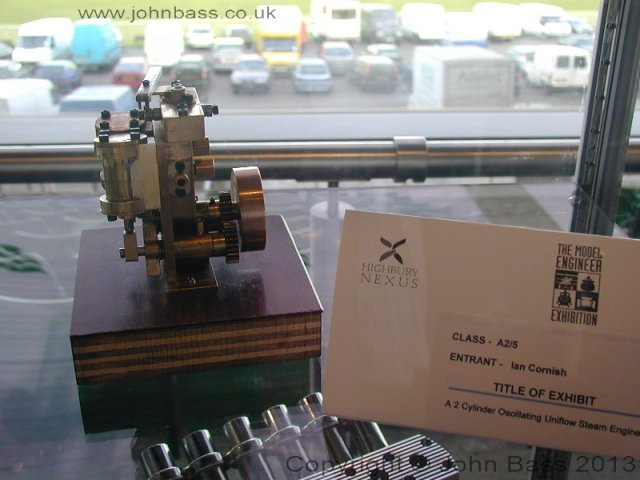 www.johnbass.co.uk
HIGHBURY
NEXUS
THE MODEL
ENGINEER
EXHIBITION
CLASS - A2/5
ENTRANT - Ian Cornish
TITLE OF EXHIBIT
A 2 Cylinder Oscillating Uniflow Steam Engine
Copyright © John Bass 2013